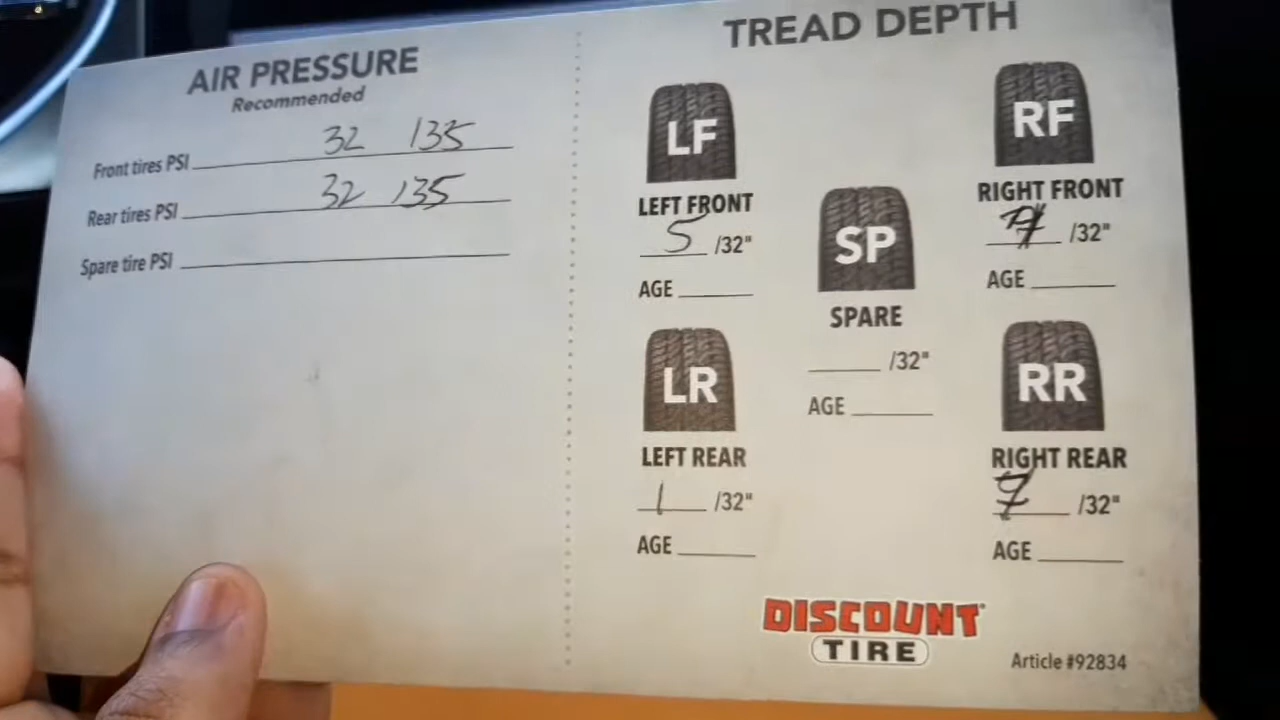 AIR PRESSURE
Recommended
Front tires PSI 32 135
Rear tires PSI 32 135
Spare tire PSI
TREAD DEPTH
LF
LEFT FRONT
5 /32"
AGE
RF
RIGHT FRONT
7 /32"
AGE
SP
SPARE
/32"
AGE
LR
LEFT REAR
1 /32"
AGE
RR
RIGHT REAR
7 /32"
AGE
DISCOUNT
TIRE
Article #92834